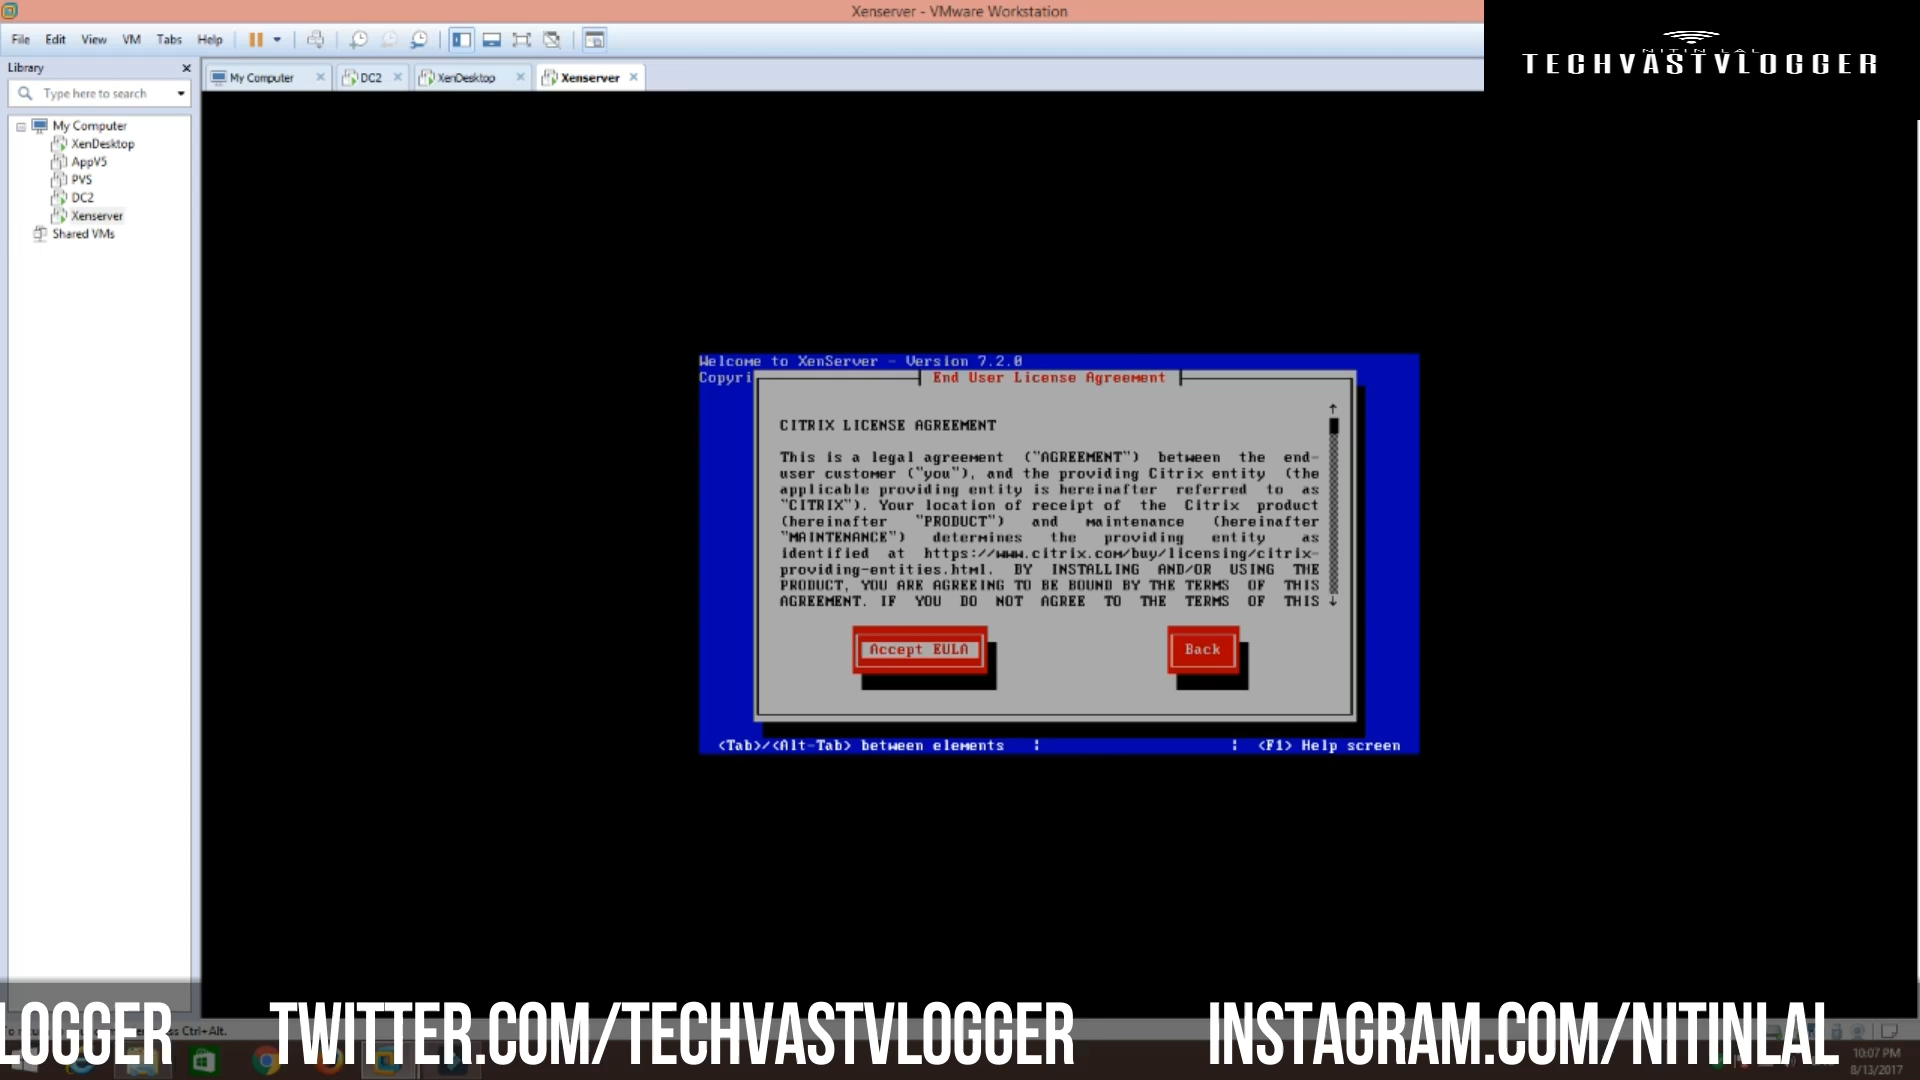 Xenserver - VMware Workstation
File Edit View VM Tabs Help
NITIN LAL
TECHVASTVLOGGER
Library
My Computer
DC2
XenDesktop
Xenserver
Type here to search
My Computer
XenDesktop
AppV5
PVS
DC2
Xenserver
Shared VMs
Welcome to XenServer - Version 7.2.0
Copyri
End User License Agreement
CITRIX LICENSE AGREEMENT
This is a legal agreement ("AGREEMENT") between the end-
user customer ("you"), and the providing Citrix entity (the
applicable providing entity is hereinafter referred to as
"CITRIX"). Your location of receipt of the Citrix product
(hereinafter "PRODUCT") and maintenance (hereinafter
"MAINTENANCE") determines the providing entity as
identified at https://www.citrix.com/buy/licensing/citrix-
providing-entities.html. BY INSTALLING AND/OR USING THE
PRODUCT, YOU ARE AGREEING TO BE BOUND BY THE TERMS OF THIS
AGREEMENT. IF YOU DO NOT AGREE TO THE TERMS OF THIS
Accept EULA
Back
<Tab>/<Alt-Tab> between elements | | <F1> Help screen
Ctrl+Alt.
LOGGER TWITTER.COM/TECHVASTVLOGGER INSTAGRAM.COM/NITINLAL
10:07 PM
8/13/2017